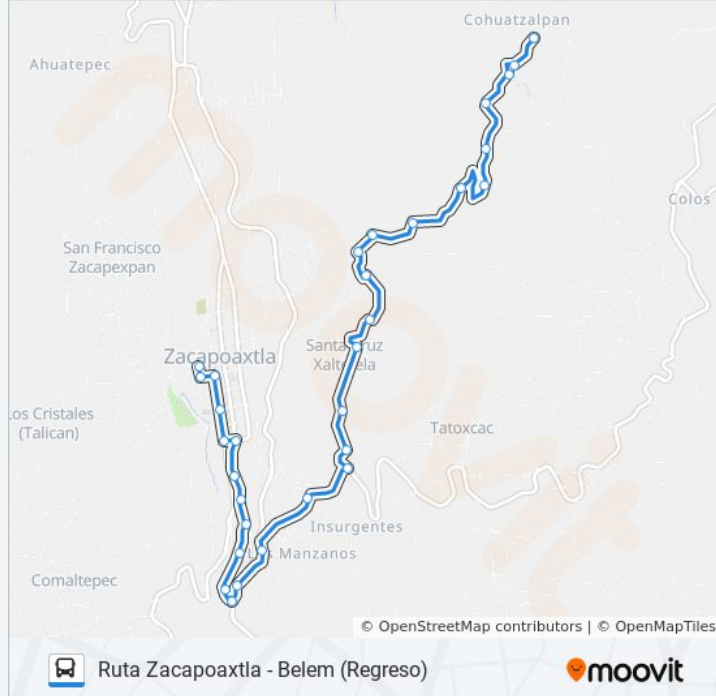 Cohuatzalpan
Ahuatepec
Colos
San Francisco
Zacapexpan
Zacapoaxtla
Santa Cruz
Xaltetela
Los Cristales
(Talican)
Tatoxcac
Insurgentes
Los Manzanos
Comaltepec
© OpenStreetMap contributors | © OpenMapTiles
Ruta Zacapoaxtla - Belem (Regreso)
moovit